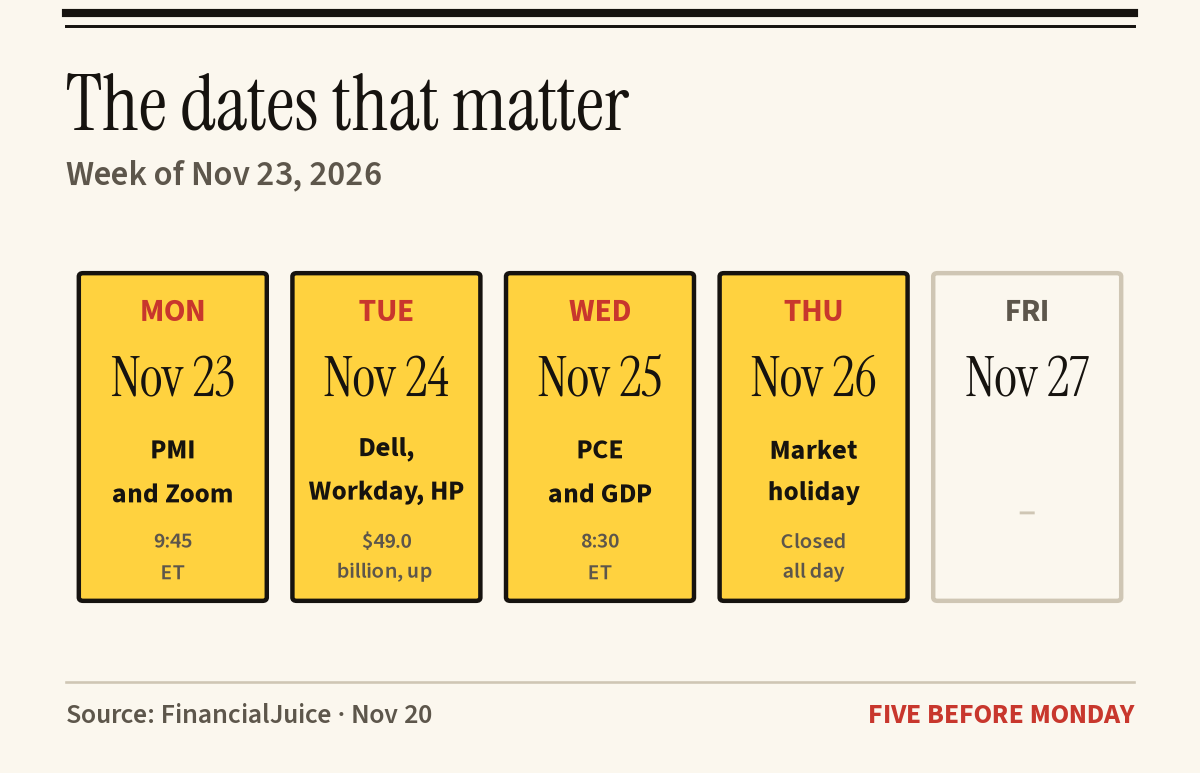 The dates that matter
Week of Nov 23, 2026
MON
Nov 23
PMI
and Zoom
9:45
ET
TUE
Nov 24
Dell,
Workday, HP
$49.0
billion, up
WED
Nov 25
PCE
and GDP
8:30
ET
THU
Nov 26
Market
holiday
Closed
all day
FRI
Nov 27
–
Source: FinancialJuice · Nov 20
FIVE BEFORE MONDAY